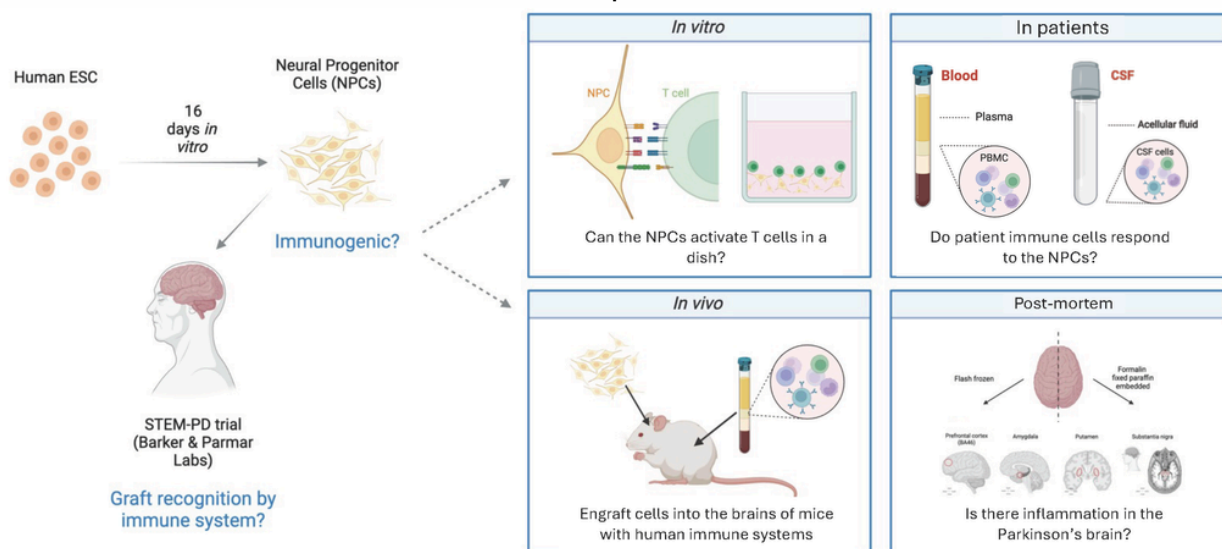 Human ESC
16
days in
vitro
Neural Progenitor
Cells (NPCs)
Immunogenic?
STEM-PD trial
(Barker & Parmar
Labs)
Graft recognition by
immune system?
In vitro
NPC
T cell
Can the NPCs activate T cells in a
dish?
In patients
Blood
CSF
Plasma
Acellular fluid
PBMC
CSF cells
Do patient immune cells respond
to the NPCs?
In vivo
Engraft cells into the brains of mice
with human immune systems
Post-mortem
Flash frozen
Formalin
fixed paraffin
embedded
Prefrontal cortex
(BA46)
Amygdala
Putamen
Substantia nigra
Is there inflammation in the
Parkinson's brain?